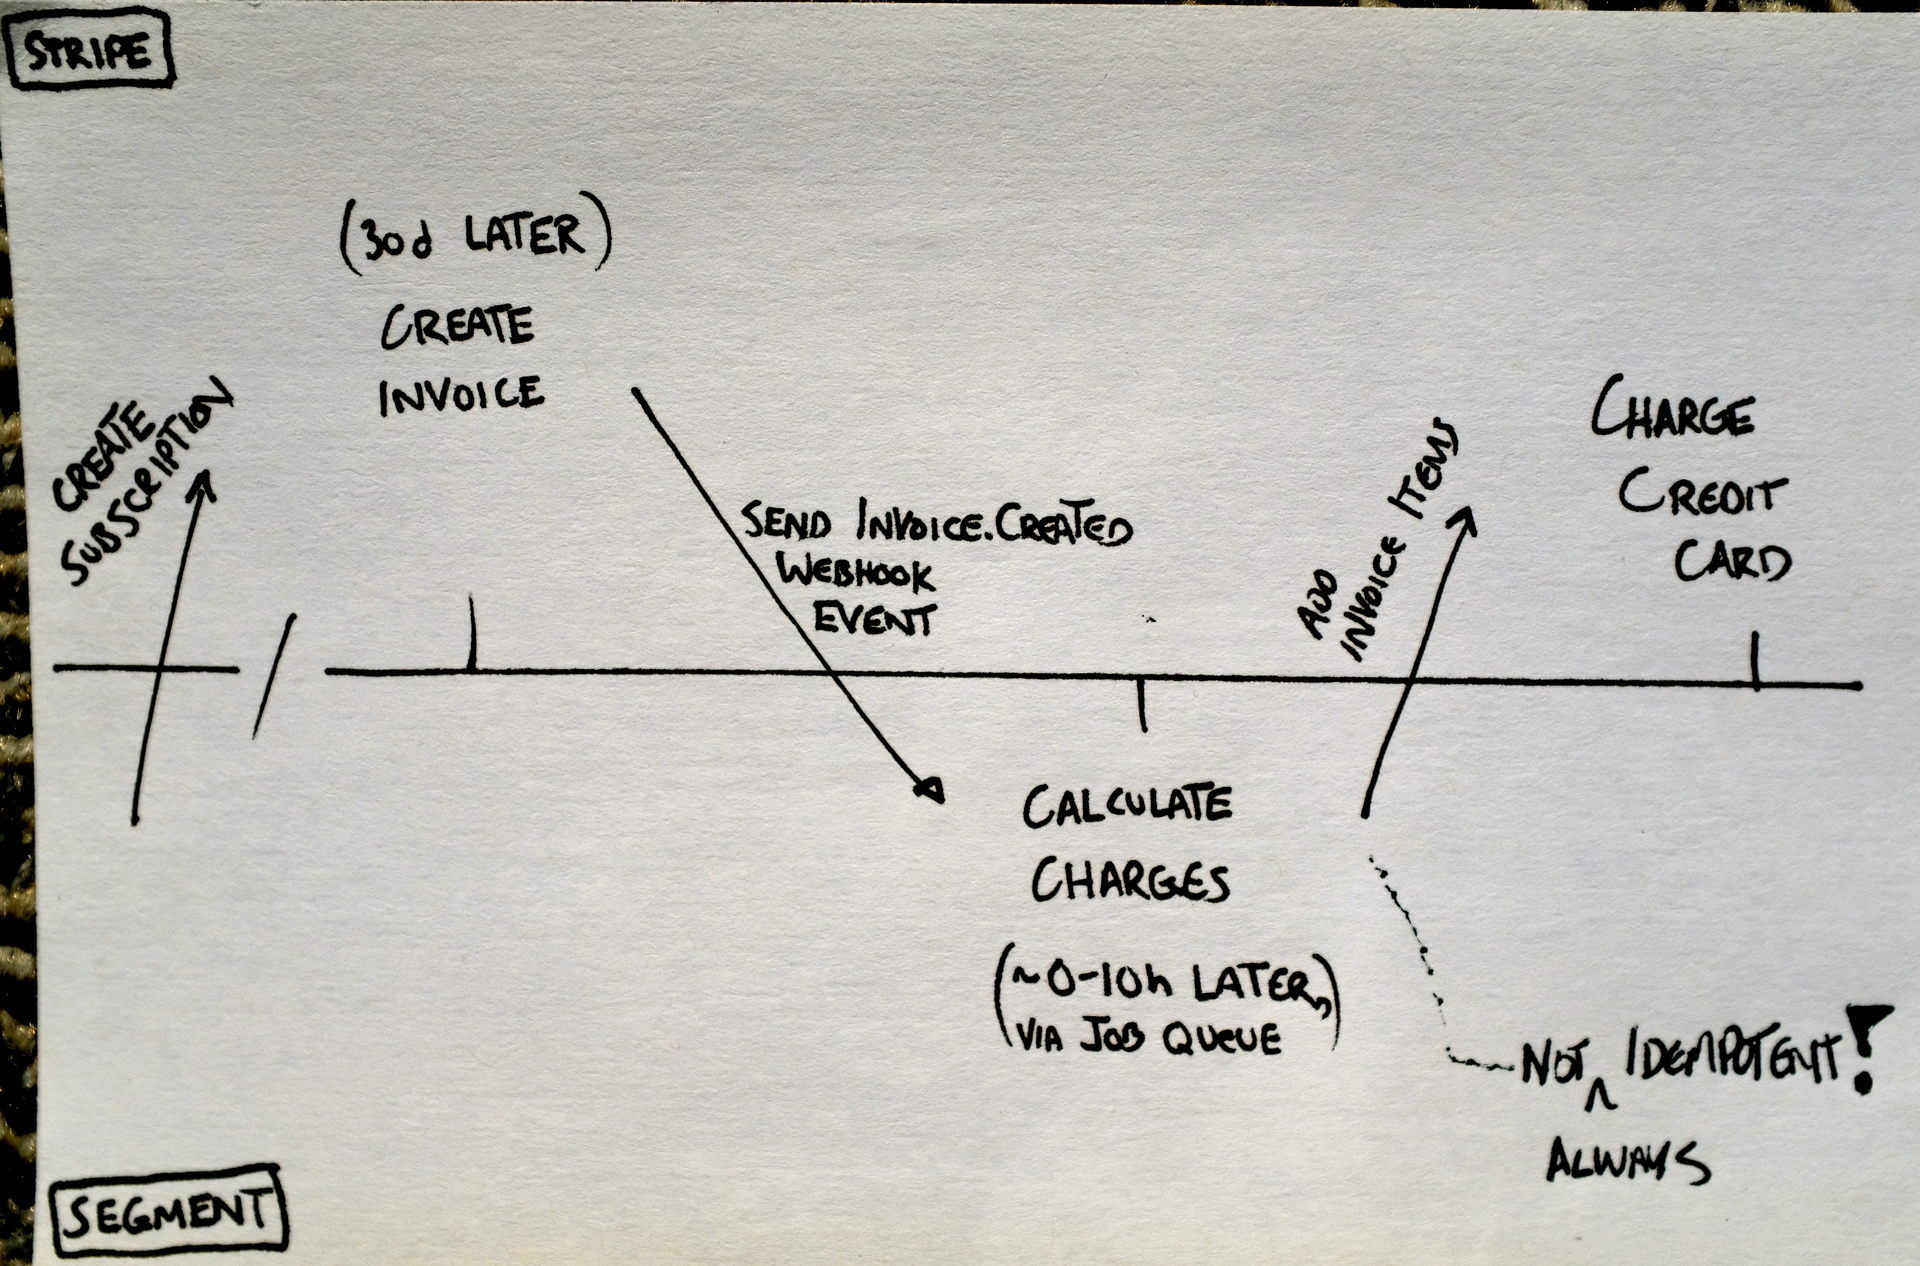 STRIPE
(30d LATER)
CREATE
INVOICE
CREATE
SUBSCRIPTION
SEND INVOICE.CREATED
WEBHOOK
EVENT
ADD
INVOICE ITEMS
CHARGE
CREDIT
CARD
CALCULATE
CHARGES
(~0-10h LATER,
VIA JOB QUEUE)
NOT ^ IDEMPOTENT!
ALWAYS
SEGMENT